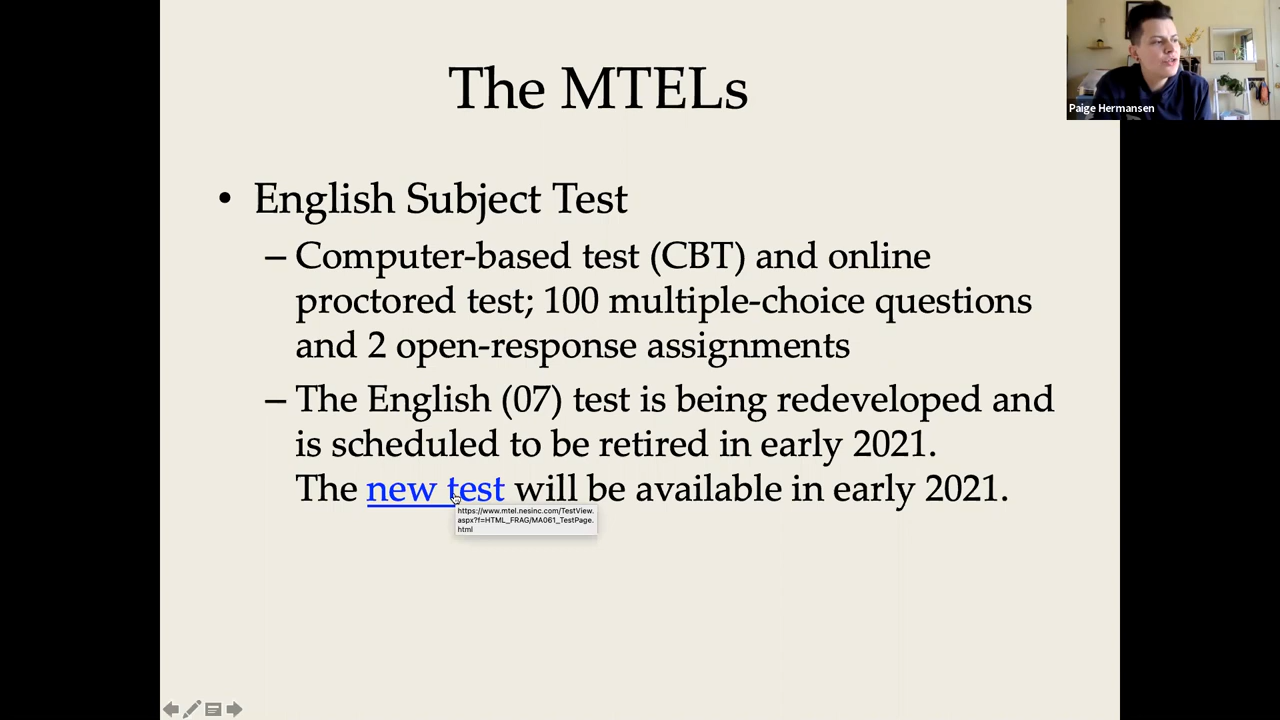 The MTELs
Paige Hermansen
• English Subject Test
– Computer-based test (CBT) and online
proctored test; 100 multiple-choice questions
and 2 open-response assignments
– The English (07) test is being redeveloped and
is scheduled to be retired in early 2021.
The new test will be available in early 2021.
https://www.mtel.nesinc.com/TestView.
aspx?f=HTML_FRAG/MA061_TestPage.
html